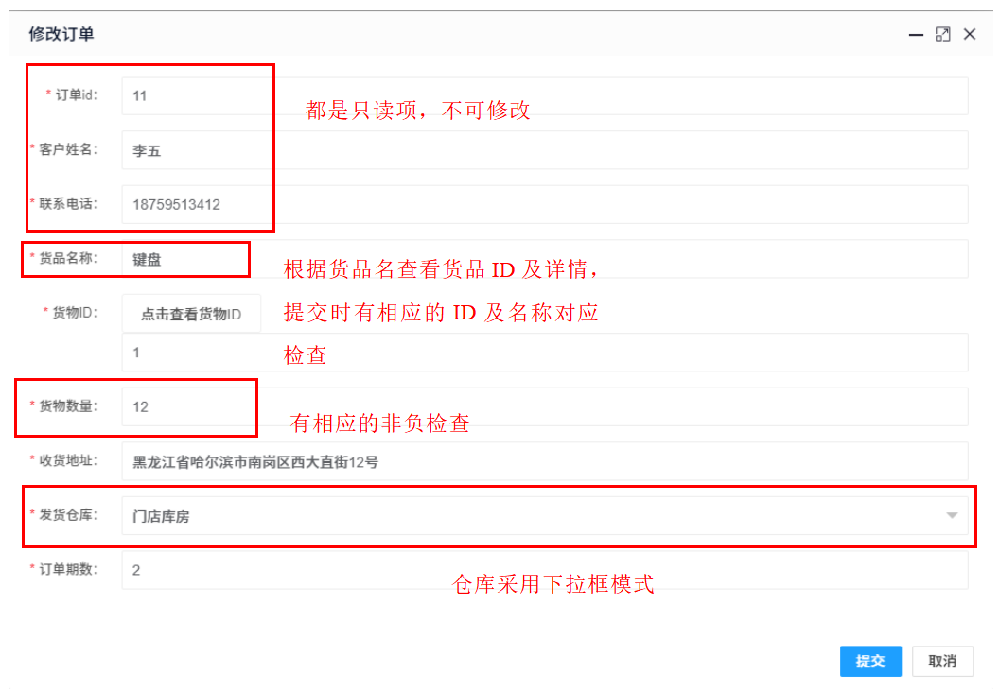 修改订单
* 订单id： 11
都是只读项，不可修改
* 客户姓名： 李五
* 联系电话： 18759513412
* 货品名称： 键盘
根据货品名查看货品 ID 及详情，
* 货物ID： 点击查看货物ID
提交时有相应的 ID 及名称对应
1
检查
* 货物数量： 12
有相应的非负检查
* 收货地址： 黑龙江省哈尔滨市南岗区西大直街12号
* 发货仓库： 门店库房
* 订单期数： 2
仓库采用下拉框模式
提交 取消